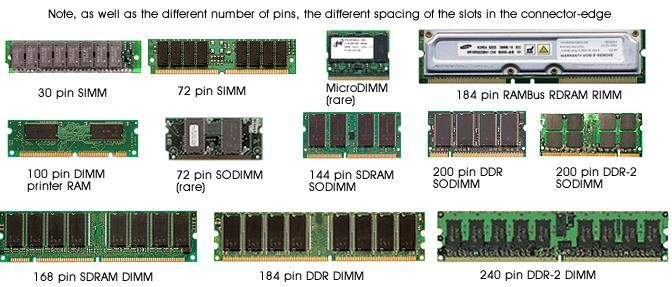 Note, as well as the different number of pins, the different spacing of the slots in the connector-edge
30 pin SIMM
72 pin SIMM
MicroDIMM
(rare)
184 pin RAMBus RDRAM RIMM
100 pin DIMM
printer RAM
72 pin SODIMM
(rare)
144 pin SDRAM
SODIMM
200 pin DDR
SODIMM
200 pin DDR-2
SODIMM
168 pin SDRAM DIMM
184 pin DDR DIMM
240 pin DDR-2 DIMM